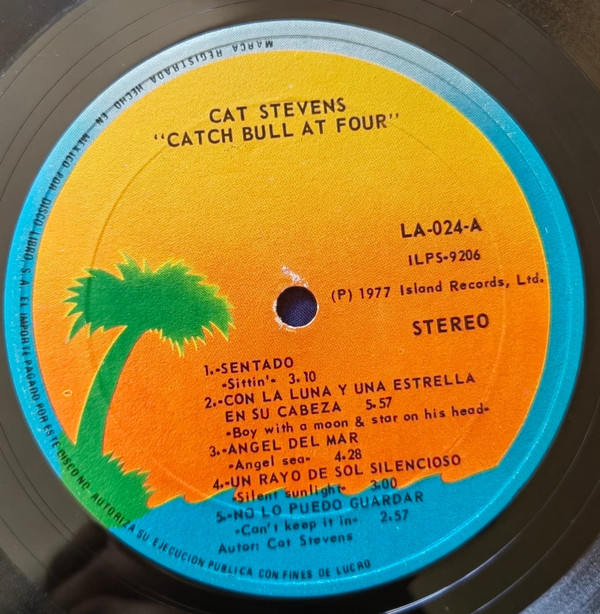 MARCA REGISTRADA HECHO EN MEXICO POR DISCO LIBRO S.A. EL IMPORTE PAGADO POR ESTE DISCO NO AUTORIZA SU EJECUCION PUBLICA CON FINES DE LUCRO
CAT STEVENS
"CATCH BULL AT FOUR"
LA-024-A
ILPS-9206
(P) 1977 Island Records, Ltd.
STEREO
1.-SENTADO
-Sittin'- 3.10
2.-CON LA LUNA Y UNA ESTRELLA
EN SU CABEZA 5.57
-Boy with a moon & star on his head-
3.-ANGEL DEL MAR
-Angel sea- 4.28
4.-UN RAYO DE SOL SILENCIOSO
-Silent sunlight- 3:00
5.-NO LO PUEDO GUARDAR
-Can't keep it in- 2.57
Autor: Cat Stevens